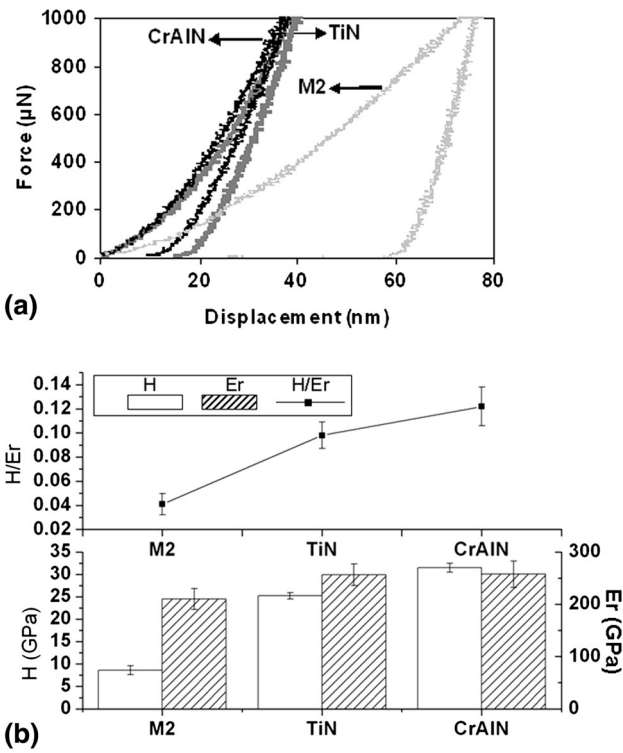 1000
800
600
400
200
0
Force (µN)
CrAlN
TiN
M2
0 20 40 60 80
Displacement (nm)
(a)
0.14
0.12
0.10
0.08
0.06
0.04
0.02
H/Er
H Er H/Er
M2 TiN CrAlN
35
30
25
20
15
10
5
0
H (GPa)
300
200
100
0
Er (GPa)
M2 TiN CrAlN
(b)